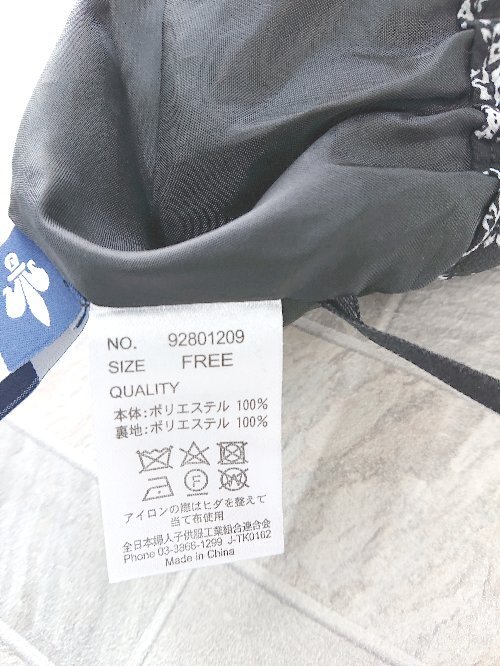 NO. 92801209
SIZE FREE
QUALITY
本体:ポリエステル 100%
裏地:ポリエステル 100%
F W
アイロンの際はヒダを整えて
当て布使用
全日本婦人子供服工業組合連合会
Phone 03-3366-1299 J-TK0162
Made in China